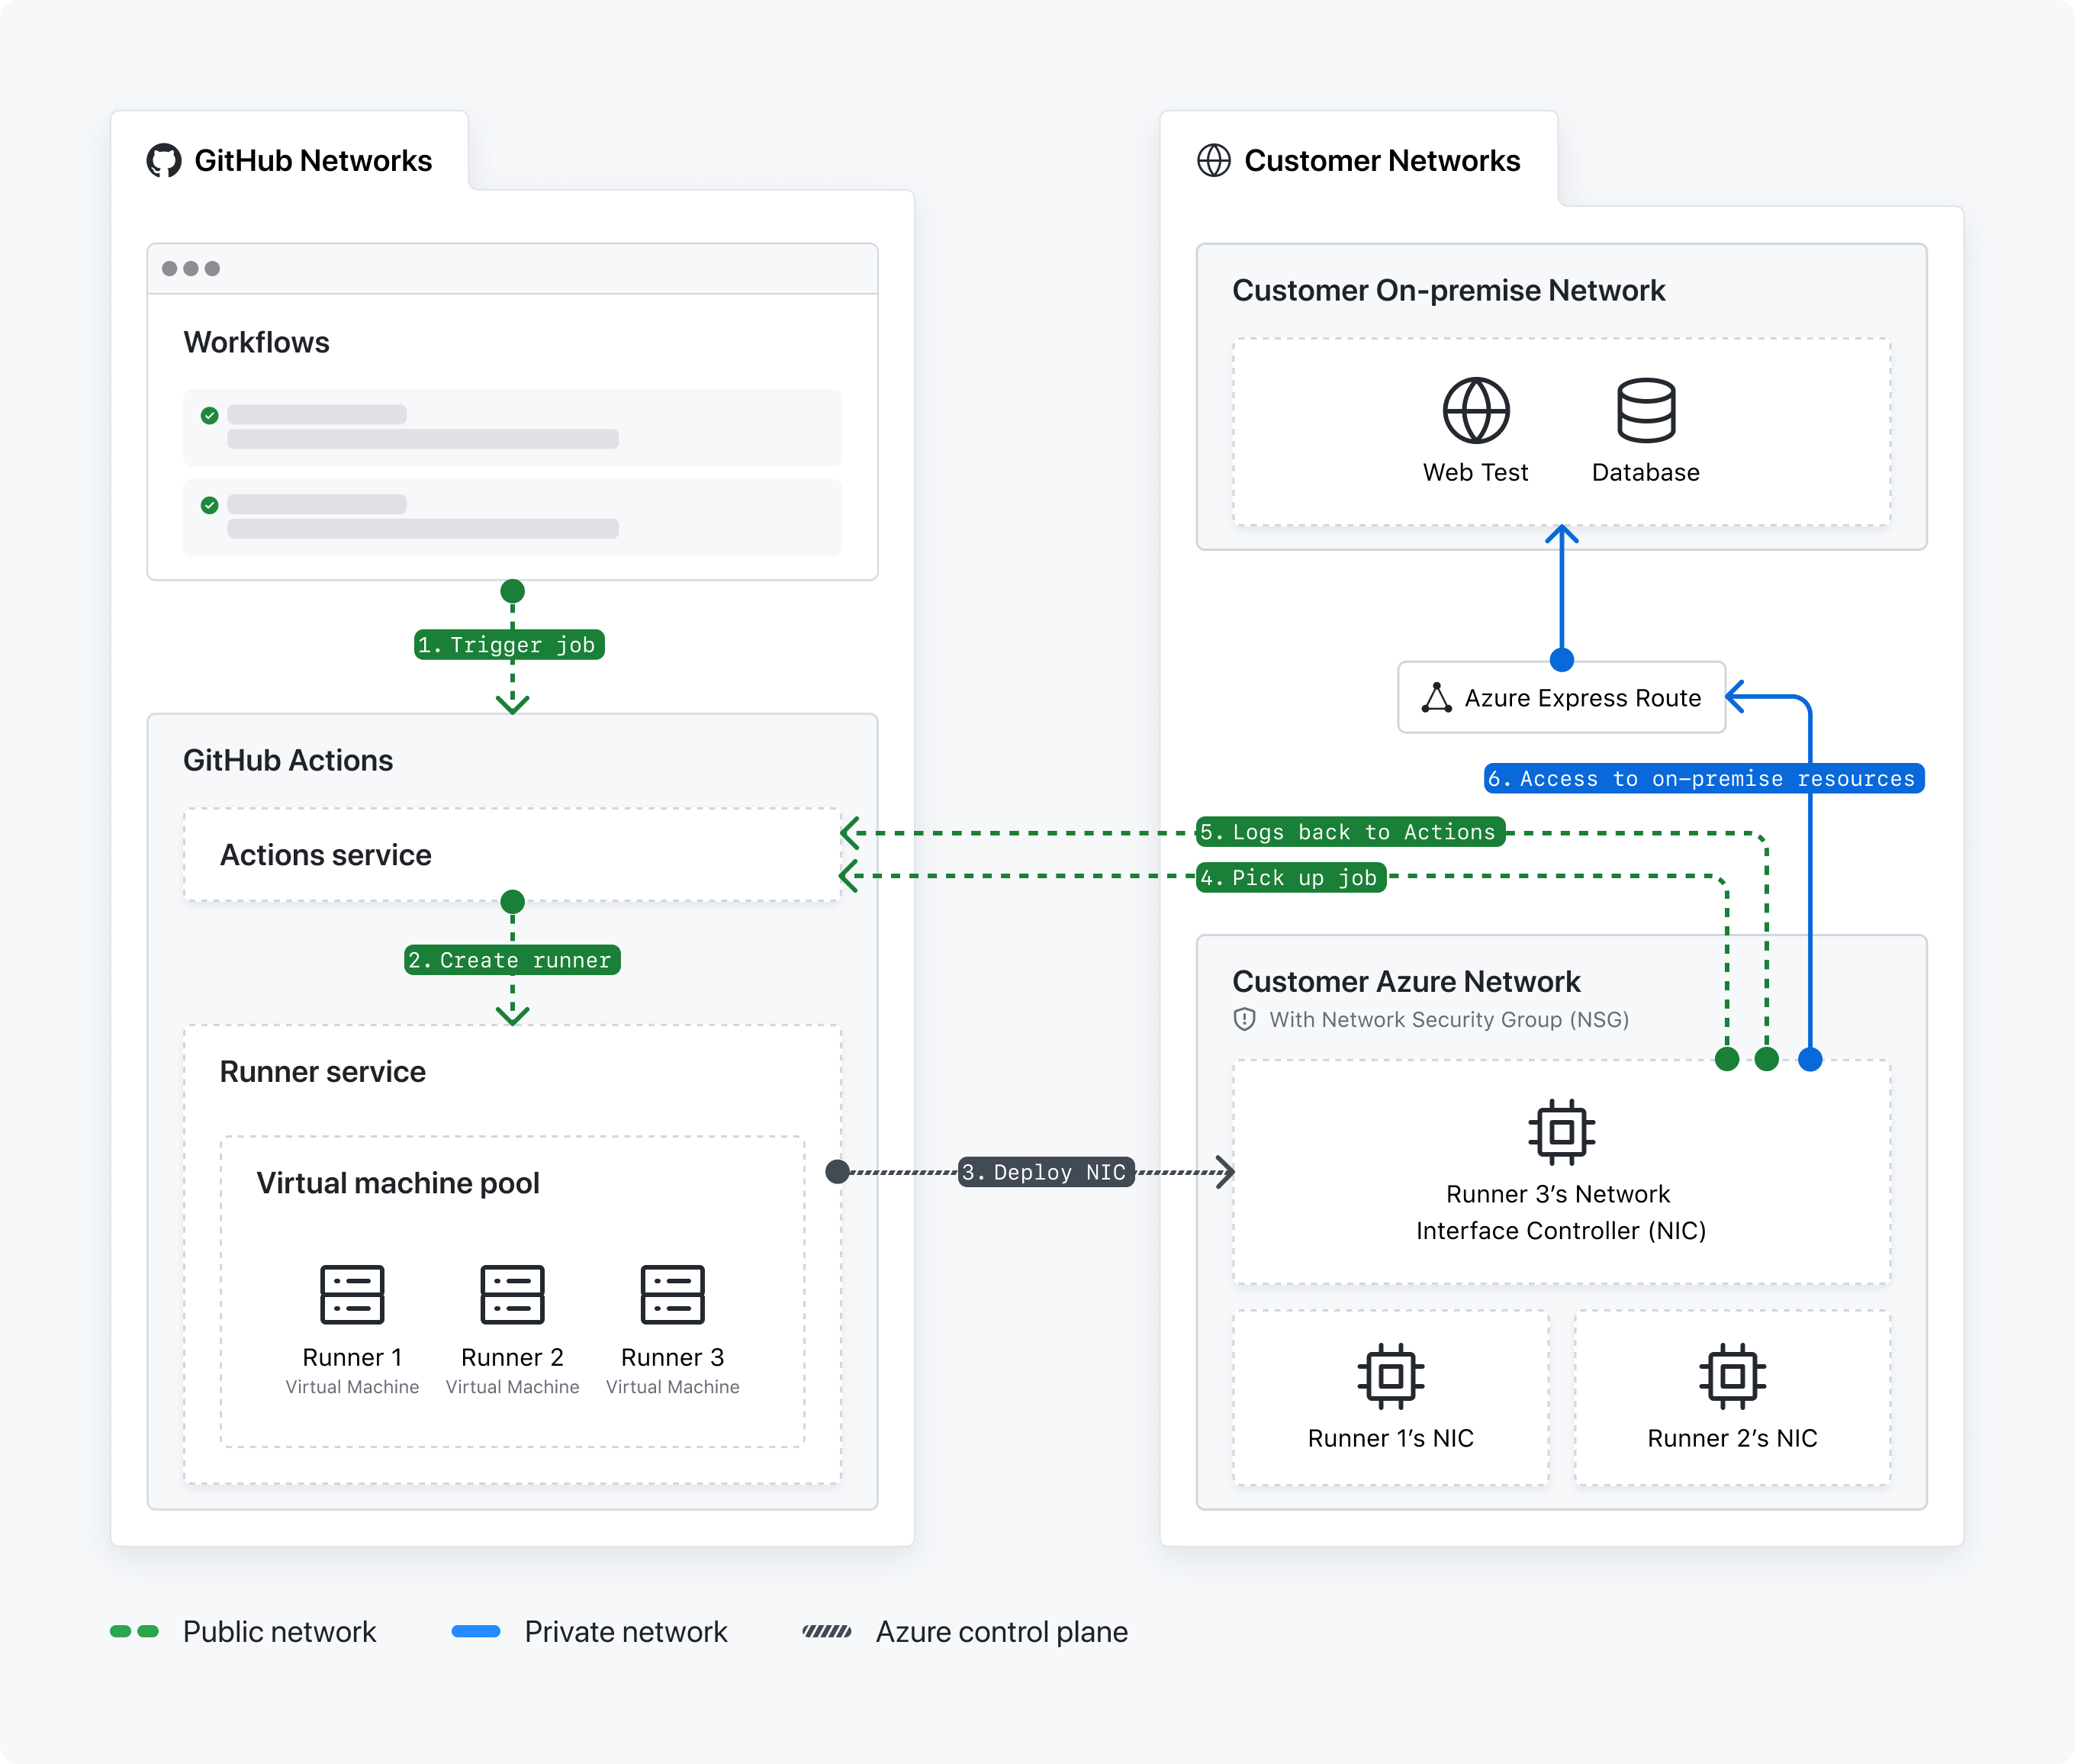 GitHub Networks
Workflows
1. Trigger job
GitHub Actions
Actions service
2. Create runner
Runner service
Virtual machine pool
Runner 1
Virtual Machine
Runner 2
Virtual Machine
Runner 3
Virtual Machine
3. Deploy NIC
Customer Networks
Customer On-premise Network
Web Test
Database
Azure Express Route
6. Access to on-premise resources
5. Logs back to Actions
4. Pick up job
Customer Azure Network
With Network Security Group (NSG)
Runner 3’s Network
Interface Controller (NIC)
Runner 1’s NIC
Runner 2’s NIC
Public network
Private network
Azure control plane